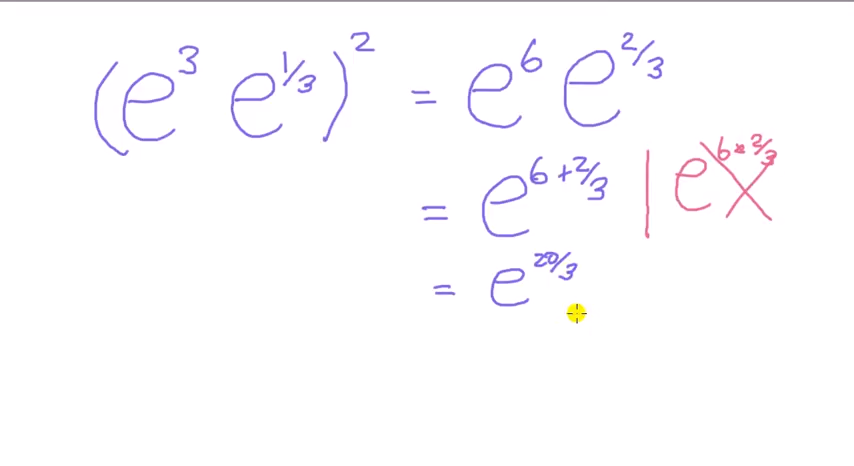 (e^3 e^{1/3})^2 = e^6 e^{2/3}
= e^{6+2/3} | e^{6*2/3}
= e^{20/3}